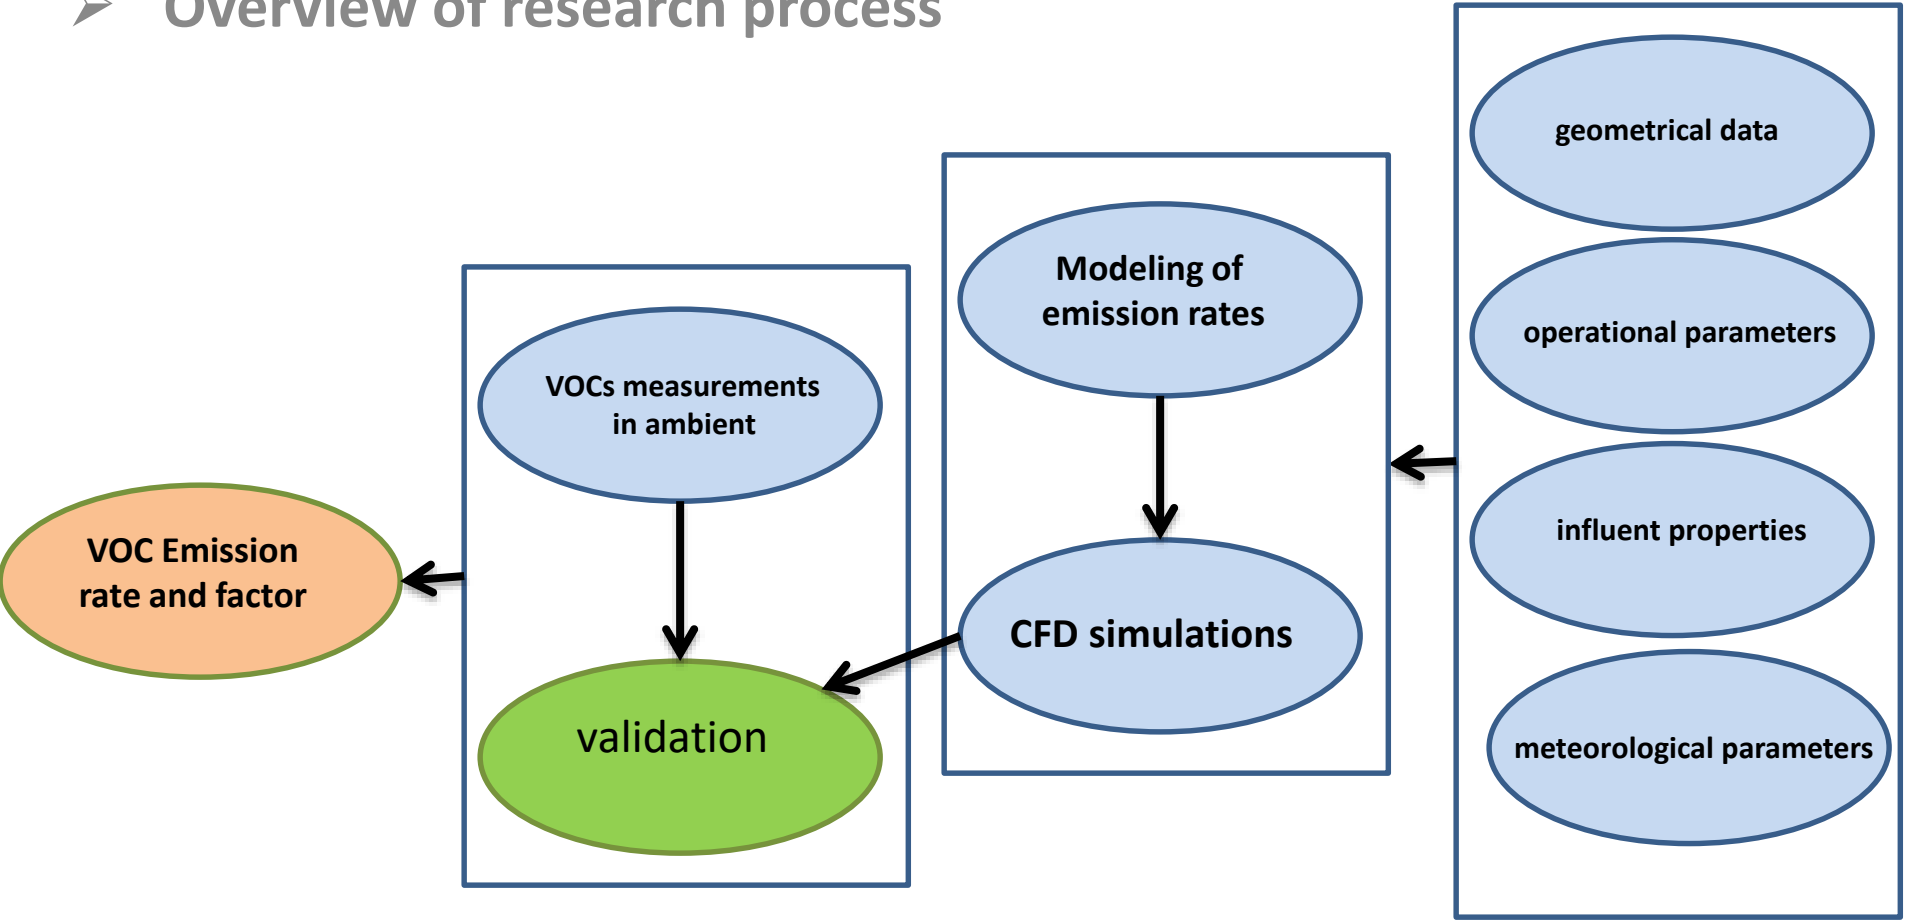 Overview of research process
geometrical data
operational parameters
influent properties
meteorological parameters
Modeling of
emission rates
CFD simulations
VOCs measurements
in ambient
validation
VOC Emission
rate and factor